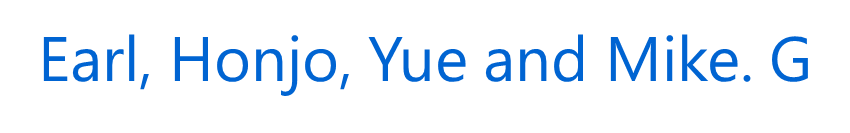 Earl, Honjo, Yue and Mike. G